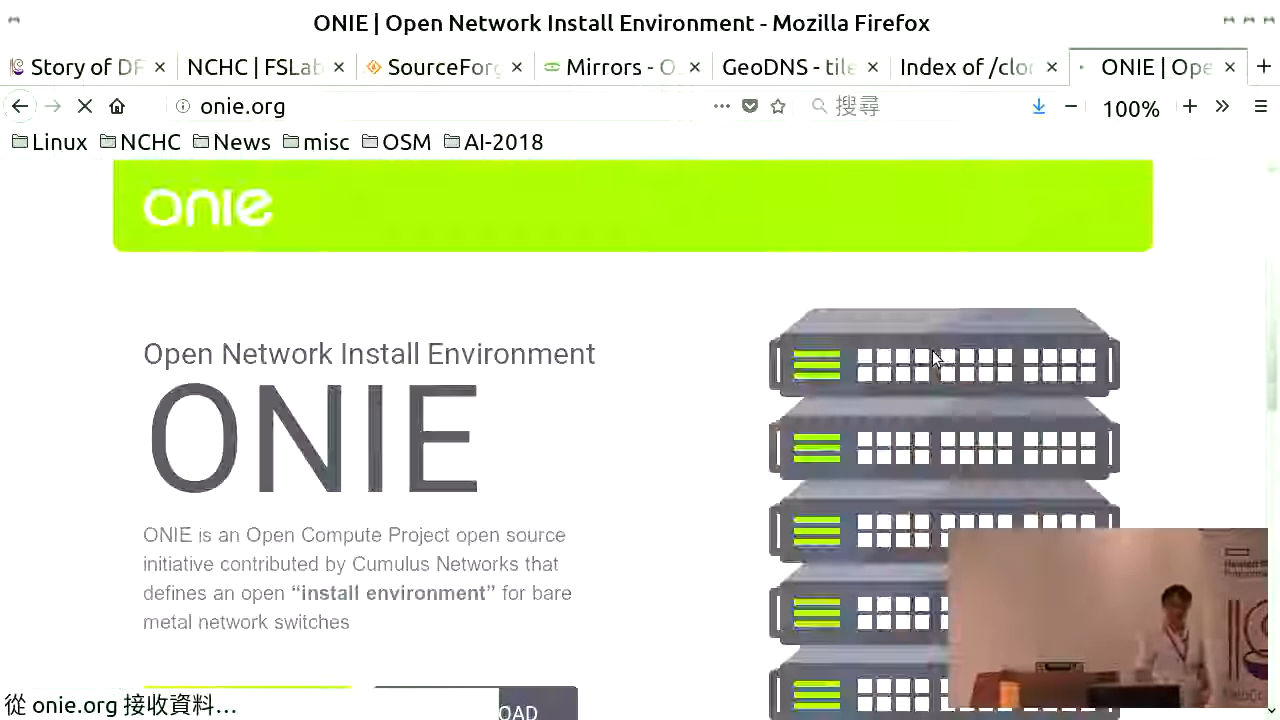 ONIE | Open Network Install Environment - Mozilla Firefox
Story of DF
NCHC | FSLab
SourceForg
Mirrors - O
GeoDNS - tile
Index of /clo
ONIE | Ope
onie.org
搜尋
100%
Linux
NCHC
News
misc
OSM
AI-2018
onie
Open Network Install Environment
ONIE
ONIE is an Open Compute Project open source
initiative contributed by Cumulus Networks that
defines an open “install environment” for bare
metal network switches
OAD
從 onie.org 接收資料…